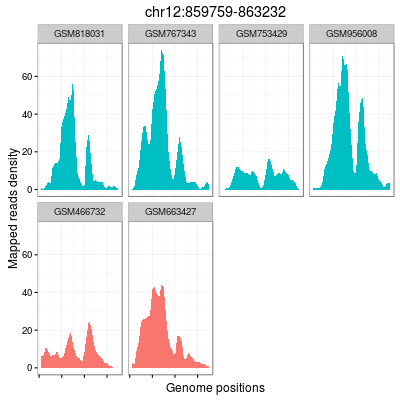 chr12:859759-863232
GSM818031 GSM767343 GSM753429 GSM956008
60
40
20
0
GSM466732 GSM663427
60
40
20
0
Mapped reads density
Genome positions